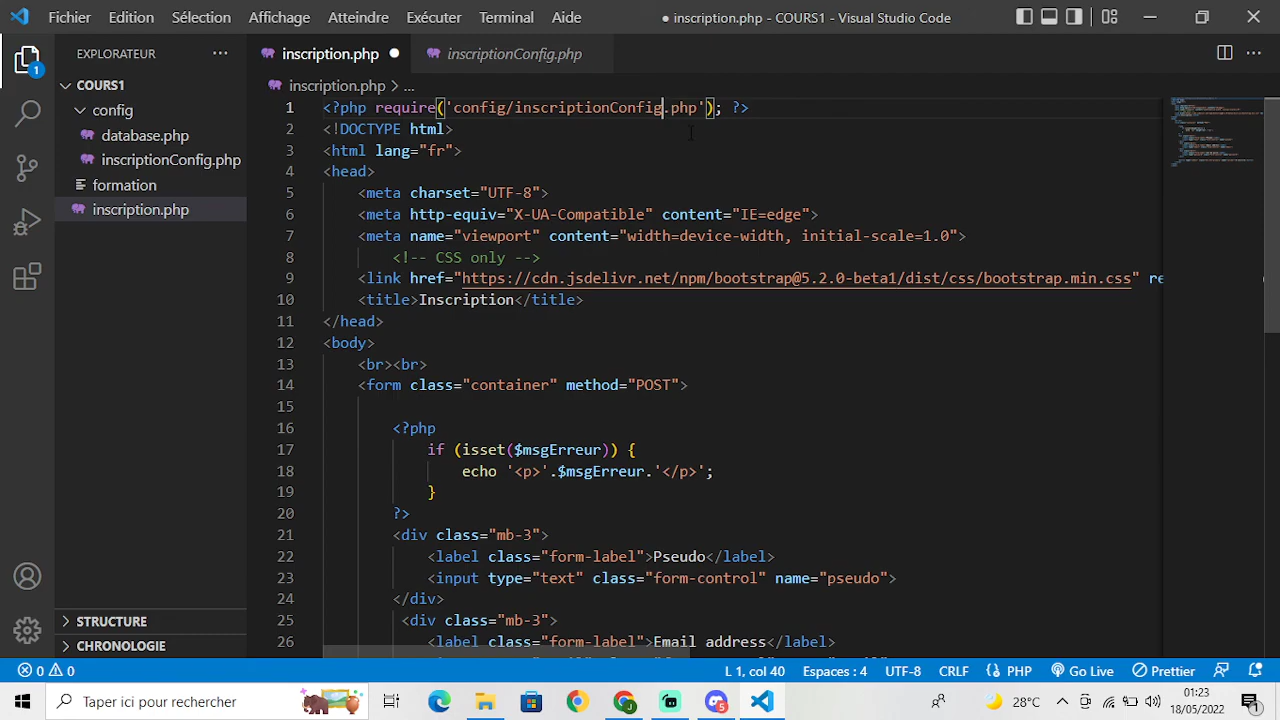 Fichier Edition Sélection Affichage Atteindre Exécuter Terminal Aide
● inscription.php - COURS1 - Visual Studio Code
EXPLORATEUR ···
inscription.php ● inscriptionConfig.php
COURS1
inscription.php > ...
config
database.php
inscriptionConfig.php
formation
inscription.php
1 <?php require('config/inscriptionConfig.php'); ?>
2 <!DOCTYPE html>
3 <html lang="fr">
4 <head>
5 <meta charset="UTF-8">
6 <meta http-equiv="X-UA-Compatible" content="IE=edge">
7 <meta name="viewport" content="width=device-width, initial-scale=1.0">
8 <!-- CSS only -->
9 <link href="https://cdn.jsdelivr.net/npm/bootstrap@5.2.0-beta1/dist/css/bootstrap.min.css" re
10 <title>Inscription</title>
11 </head>
12 <body>
13 <br><br>
14 <form class="container" method="POST">
15
16 <?php
17 if (isset($msgErreur)) {
18 echo '<p>'.$msgErreur.'</p>';
19 }
20 ?>
21 <div class="mb-3">
22 <label class="form-label">Pseudo</label>
23 <input type="text" class="form-control" name="pseudo">
24 </div>
25 <div class="mb-3">
26 <label class="form-label">Email address</label>
STRUCTURE
CHRONOLOGIE
1
0 0 L 1, col 40 Espaces : 4 UTF-8 CRLF PHP Go Live Prettier
Taper ici pour rechercher
5
28°C
01:23
18/05/2022
1